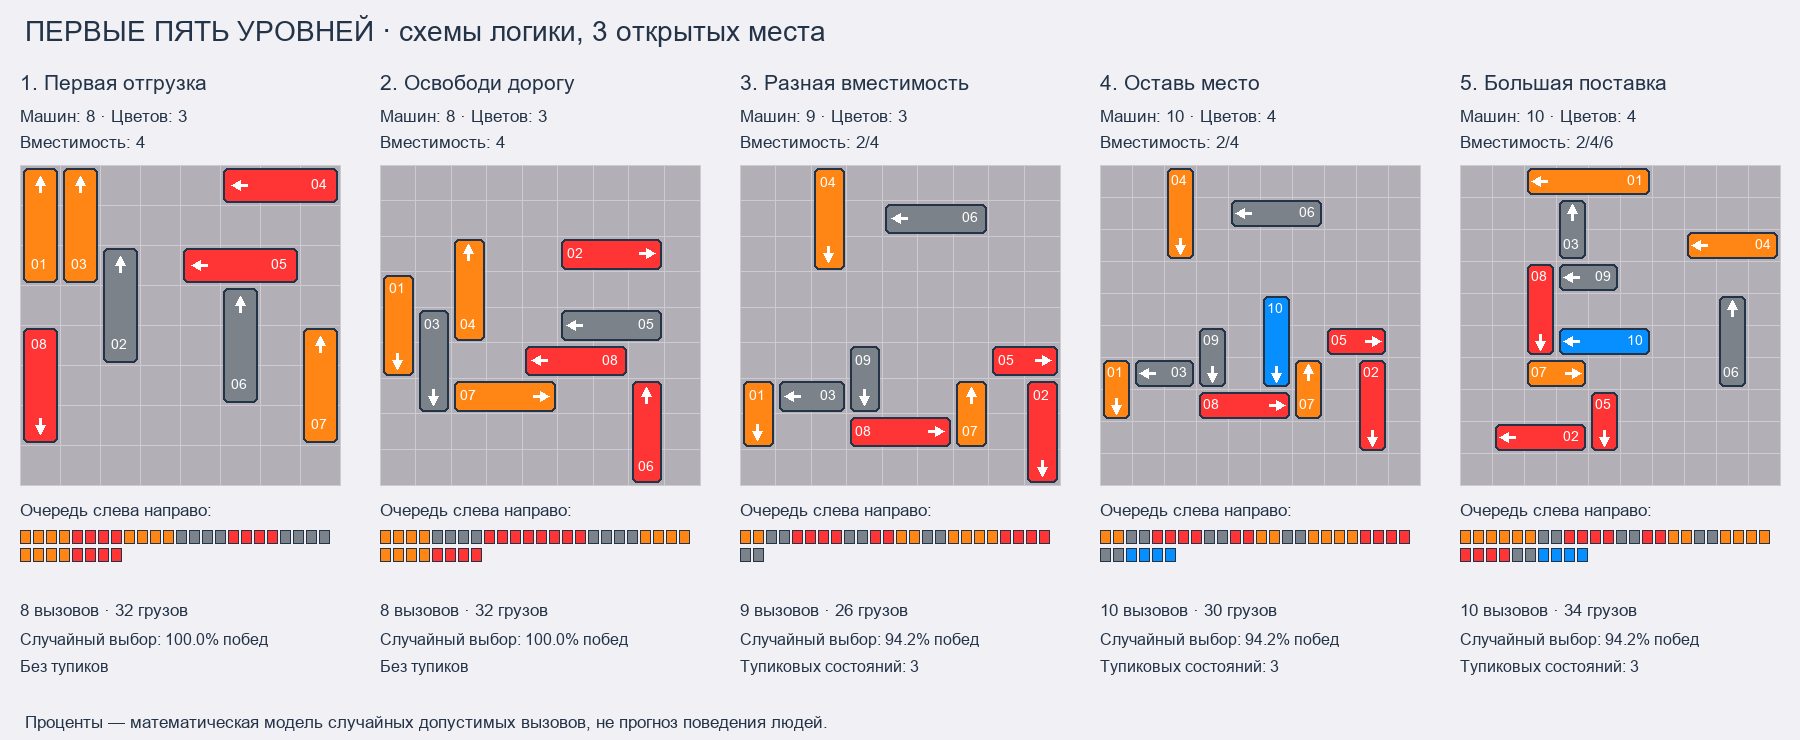 ПЕРВЫЕ ПЯТЬ УРОВНЕЙ · схемы логики, 3 открытых места
1. Первая отгрузка
Машин: 8 · Цветов: 3
Вместимость: 4
04
01
03
05
02
08
06
07
Очередь слева направо:
8 вызовов · 32 грузов
Случайный выбор: 100.0% побед
Без тупиков
2. Освободи дорогу
Машин: 8 · Цветов: 3
Вместимость: 4
02
01
03
04
05
08
07
06
Очередь слева направо:
8 вызовов · 32 грузов
Случайный выбор: 100.0% побед
Без тупиков
3. Разная вместимость
Машин: 9 · Цветов: 3
Вместимость: 2/4
04
06
09
05
01
03
02
08
07
Очередь слева направо:
9 вызовов · 26 грузов
Случайный выбор: 94.2% побед
Тупиковых состояний: 3
4. Оставь место
Машин: 10 · Цветов: 4
Вместимость: 2/4
04
06
10
09
05
01
03
02
08
07
Очередь слева направо:
10 вызовов · 30 грузов
Случайный выбор: 94.2% побед
Тупиковых состояний: 3
5. Большая поставка
Машин: 10 · Цветов: 4
Вместимость: 2/4/6
01
03
04
08
09
10
07
06
05
02
Очередь слева направо:
10 вызовов · 34 грузов
Случайный выбор: 94.2% побед
Тупиковых состояний: 3
Проценты — математическая модель случайных допустимых вызовов, не прогноз поведения людей.